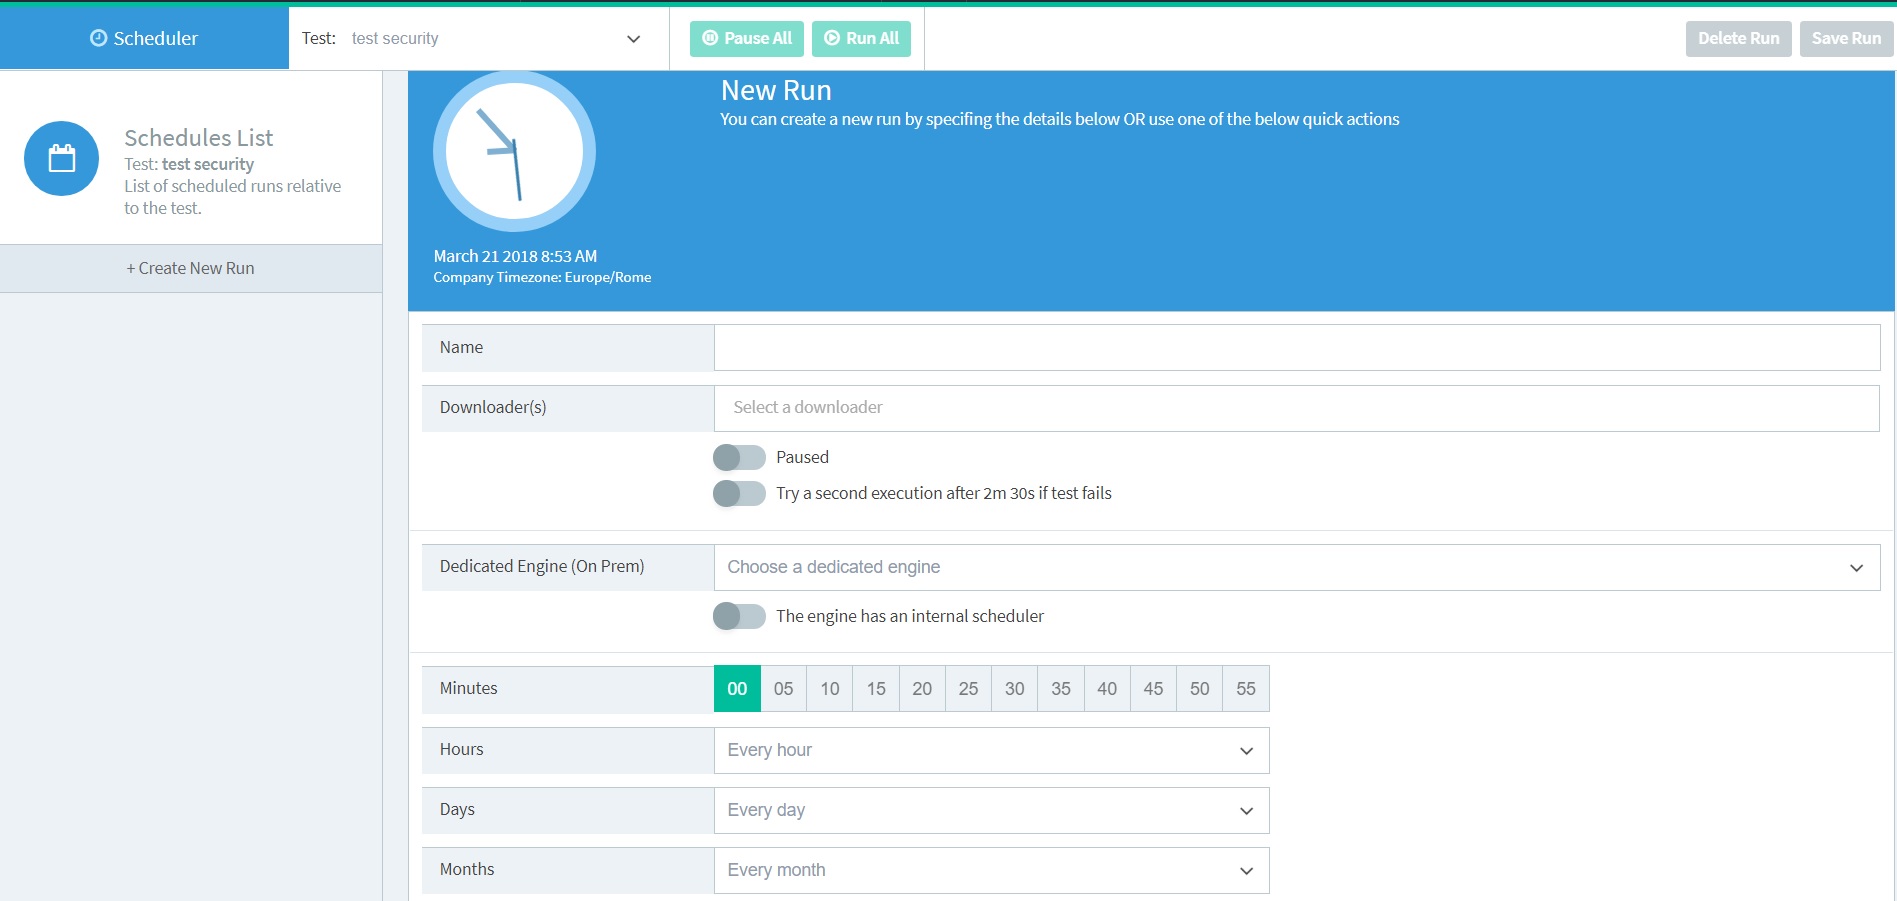 Scheduler
Test: test security
Pause All
Run All
Delete Run
Save Run
Schedules List
Test: test security
List of scheduled runs relative
to the test.
+ Create New Run
New Run
You can create a new run by specifing the details below OR use one of the below quick actions
March 21 2018 8:53 AM
Company Timezone: Europe/Rome
Name
Downloader(s) Select a downloader
Paused
Try a second execution after 2m 30s if test fails
Dedicated Engine (On Prem) Choose a dedicated engine
The engine has an internal scheduler
Minutes 00 05 10 15 20 25 30 35 40 45 50 55
Hours Every hour
Days Every day
Months Every month